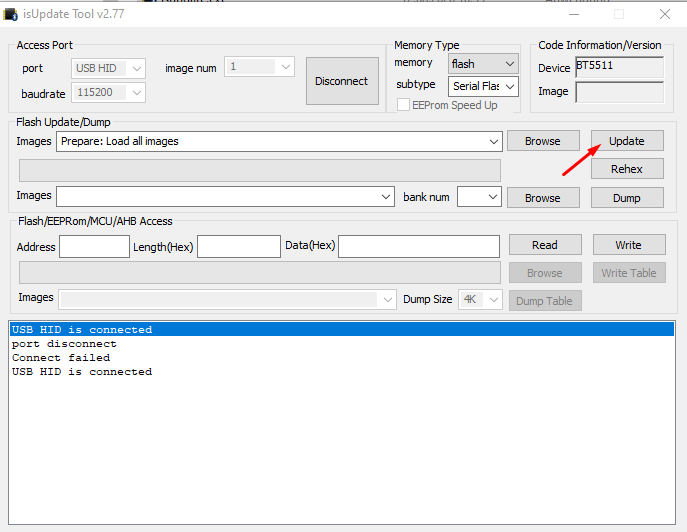 isUpdate Tool v2.77
Access Port
port USB HID image num 1
baudrate 115200
Disconnect
Memory Type
memory flash
subtype Serial Flas
EEProm Speed Up
Code Information/Version
Device BT5511
Image
Flash Update/Dump
Images Prepare: Load all images Browse Update
Rehex
Images bank num Browse Dump
Flash/EEPRom/MCU/AHB Access
Address Length(Hex) Data(Hex) Read Write
Browse Write Table
Images Dump Size 4K Dump Table
USB HID is connected
port disconnect
Connect failed
USB HID is connected